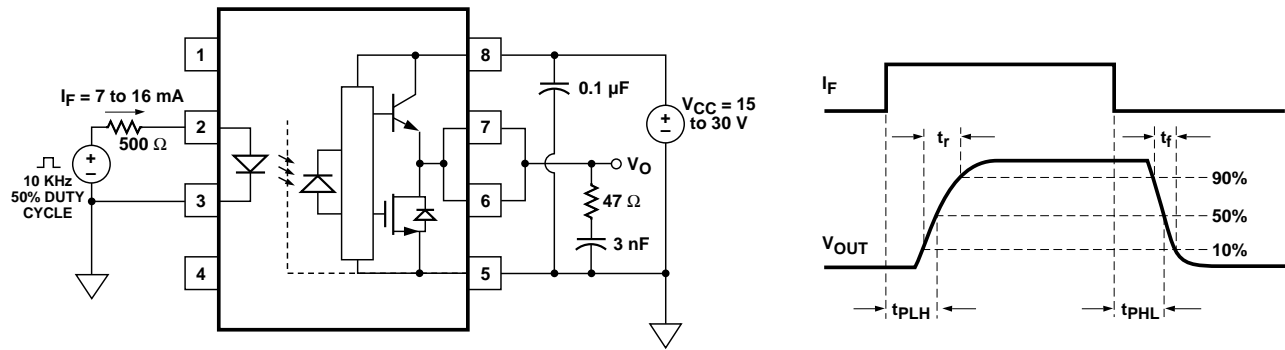 1
8
I_F = 7 to 16 mA
0.1 µF
V_CC = 15
to 30 V
2
7
500 Ω
V_O
10 KHz
50% DUTY
CYCLE
3
6
47 Ω
3 nF
4
5
I_F
t_r
t_f
90%
50%
10%
V_OUT
t_PLH
t_PHL